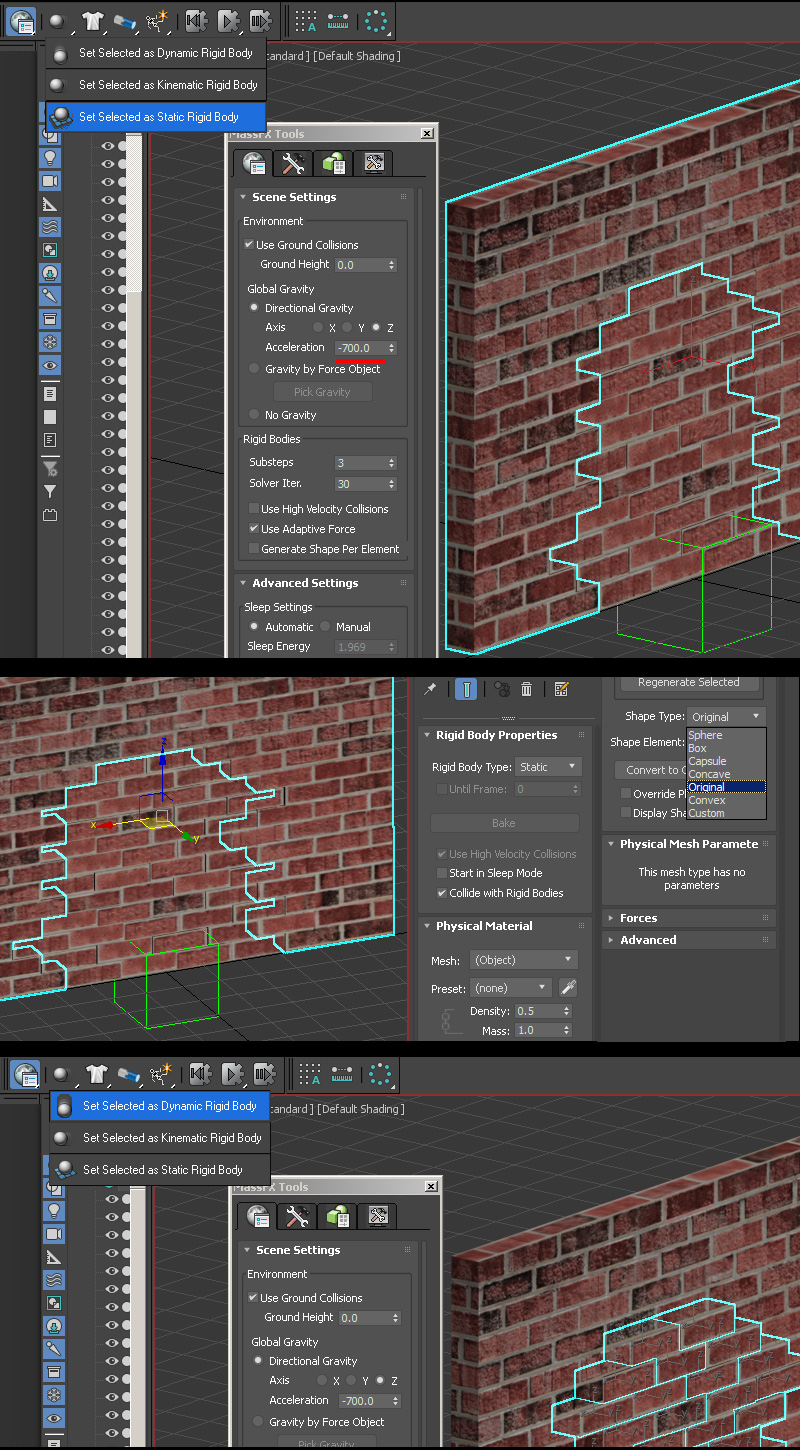 Set Selected as Dynamic Rigid Body
Set Selected as Kinematic Rigid Body
Set Selected as Static Rigid Body
tandard ] [Default Shading ]
MassFX Tools
Scene Settings
Environment
Use Ground Collisions
Ground Height 0.0
Global Gravity
Directional Gravity
Axis X Y Z
Acceleration -700.0
Gravity by Force Object
Pick Gravity
No Gravity
Rigid Bodies
Substeps 3
Solver Iter. 30
Use High Velocity Collisions
Use Adaptive Force
Generate Shape Per Element
Advanced Settings
Sleep Settings
Automatic Manual
Sleep Energy 1.969
z
x
y
Rigid Body Properties
Rigid Body Type: Static
Until Frame: 0
Bake
Use High Velocity Collisions
Start in Sleep Mode
Collide with Rigid Bodies
Physical Material
Mesh: (Object)
Preset: (none)
Density: 0.5
Mass: 1.0
Regenerate Selected
Shape Type: Original
Shape Element:
Sphere
Box
Capsule
Concave
Original
Convex
Custom
Convert to C
Override P
Display Sha
Physical Mesh Paramete
This mesh type has no
parameters
Forces
Advanced
Set Selected as Dynamic Rigid Body
Set Selected as Kinematic Rigid Body
Set Selected as Static Rigid Body
tandard ] [Default Shading ]
MassFX Tools
Scene Settings
Environment
Use Ground Collisions
Ground Height 0.0
Global Gravity
Directional Gravity
Axis X Y Z
Acceleration -700.0
Gravity by Force Object
Pick Gravity